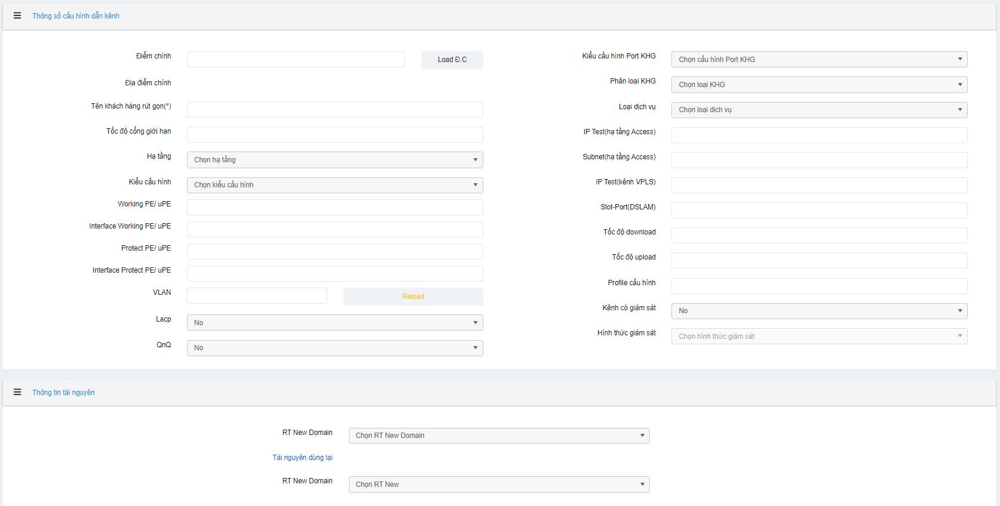 Thông số cấu hình dẫn kênh
Điểm chính
Load Đ.C
Địa điểm chính
Tên khách hàng rút gọn(*)
Tốc độ cổng giới hạn
Hạ tầng
Chọn hạ tầng
Kiểu cấu hình
Chọn kiểu cấu hình
Working PE/ uPE
Interface Working PE/ uPE
Protect PE/ uPE
Interface Protect PE/ uPE
VLAN
Reload
Lacp
No
QnQ
No
Kiểu cấu hình Port KHG
Chọn cấu hình Port KHG
Phân loại KHG
Chọn loại KHG
Loại dịch vụ
Chọn loại dịch vụ
IP Test(hạ tầng Access)
Subnet(hạ tầng Access)
IP Test(kênh VPLS)
Slot-Port(DSLAM)
Tốc độ download
Tốc độ upload
Profile cấu hình
Kênh có giám sát
No
Hình thức giám sát
Chọn hình thức giám sát
Thông tin tài nguyên
RT New Domain
Chọn RT New Domain
Tài nguyên dùng lại
RT New Domain
Chọn RT New